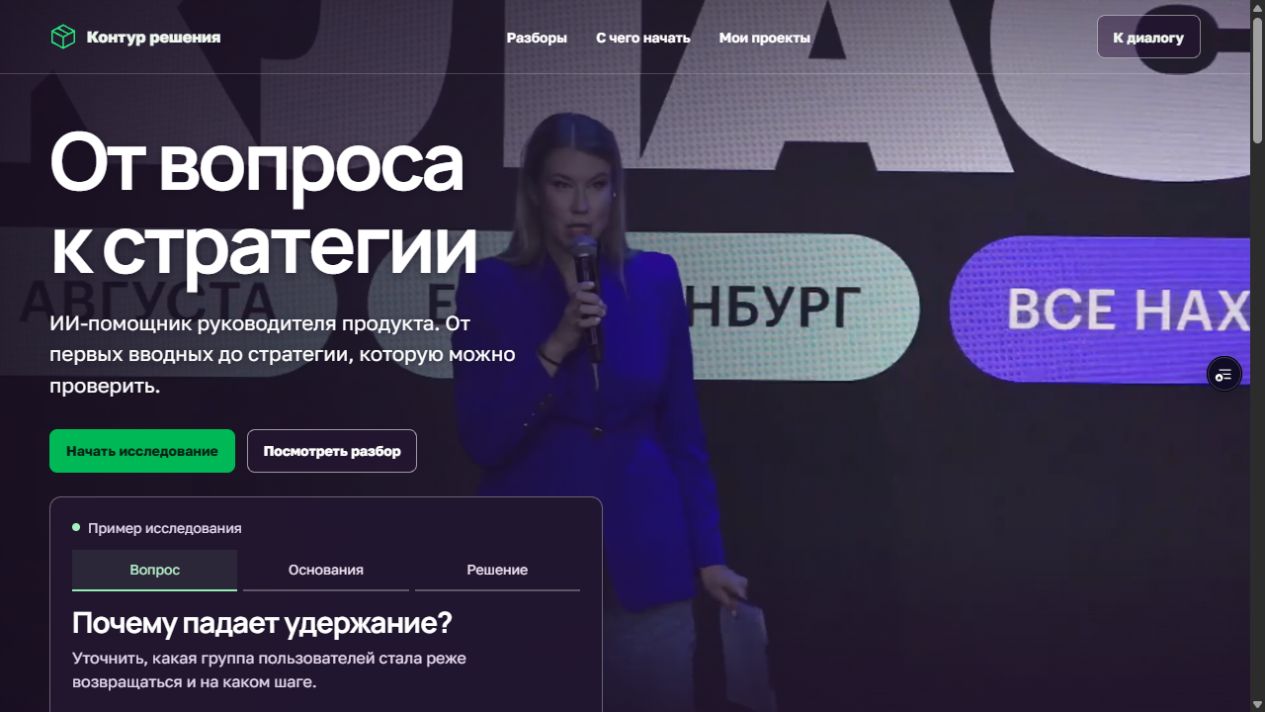 Контур решения
Разборы
С чего начать
Мои проекты
К диалогу
От вопроса
к стратегии
АВГУСТА
НБУРГ
ВСЕ НАХ
ИИ-помощник руководителя продукта. От
первых вводных до стратегии, которую можно
проверить.
Начать исследование
Посмотреть разбор
Пример исследования
Вопрос
Основания
Решение
Почему падает удержание?
Уточнить, какая группа пользователей стала реже
возвращаться и на каком шаге.